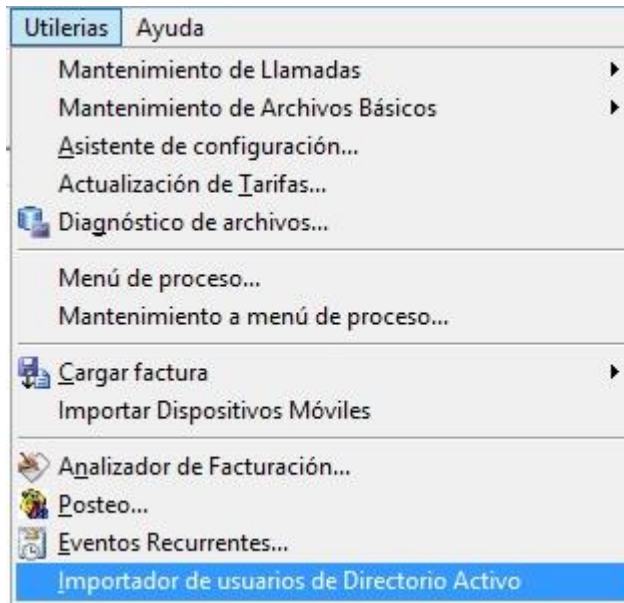 Utilerias Ayuda
Mantenimiento de Llamadas
Mantenimiento de Archivos Básicos
Asistente de configuración...
Actualización de Tarifas...
Diagnóstico de archivos...
Menú de proceso...
Mantenimiento a menú de proceso...
Cargar factura
Importar Dispositivos Móviles
Analizador de Facturación...
Posteo...
Eventos Recurrentes...
Importador de usuarios de Directorio Activo